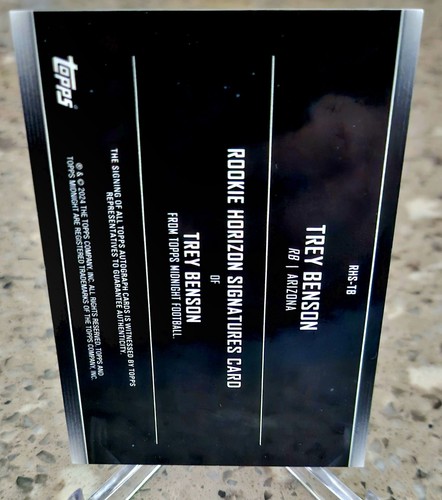 RHS-TB
TREY BENSON
RB | ARIZONA
ROOKIE HORIZON SIGNATURES CARD
OF
TREY BENSON
FROM TOPPS MIDNIGHT FOOTBALL.
THE SIGNING OF ALL TOPPS AUTOGRAPH CARDS IS WITNESSED BY TOPPS
REPRESENTATIVES TO GUARANTEE AUTHENTICITY.
® & © 2024 THE TOPPS COMPANY, INC. ALL RIGHTS RESERVED. TOPPS AND
TOPPS MIDNIGHT ARE REGISTERED TRADEMARKS OF THE TOPPS COMPANY, INC.
topps®